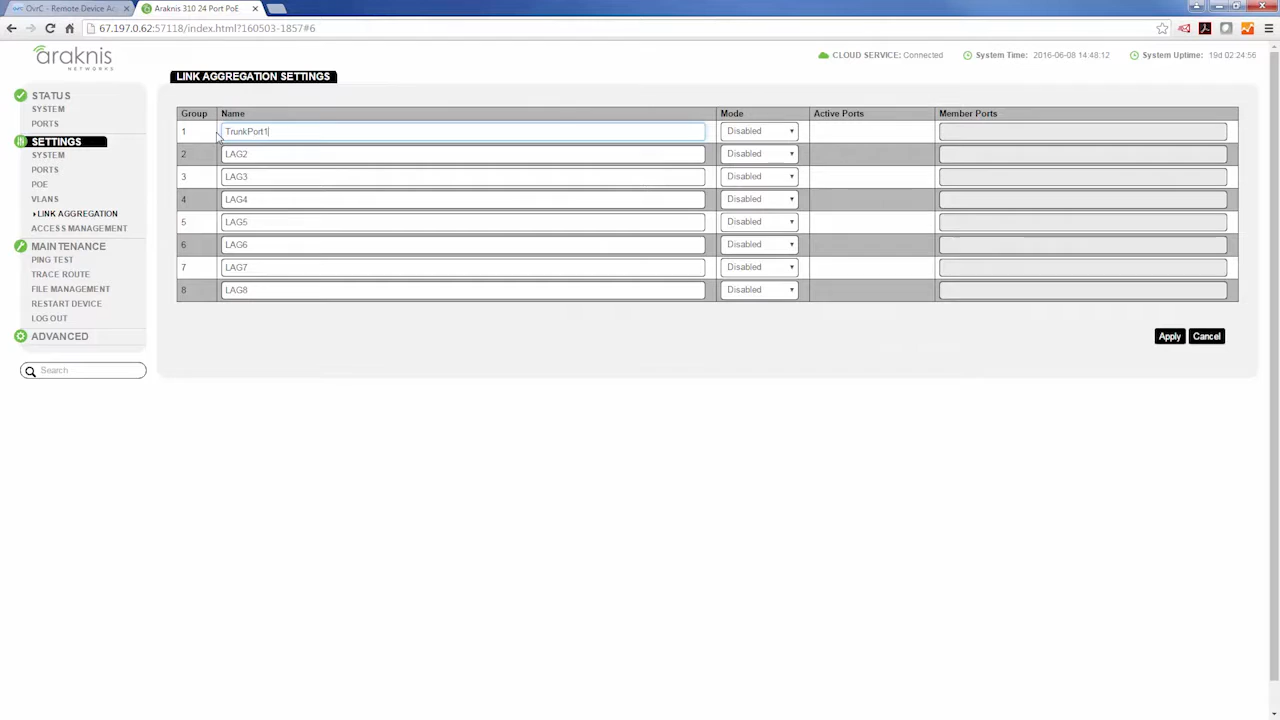 OvrC - Remote Device Ac
Araknis 310 24 Port PoE
67.197.0.62:57118/index.html?160503-1857#6
araknis
NETWORKS
CLOUD SERVICE: Connected
System Time: 2016-06-08 14:48:12
System Uptime: 19d 02:24:56
STATUS
SYSTEM
PORTS
SETTINGS
SYSTEM
PORTS
POE
VLANS
LINK AGGREGATION
ACCESS MANAGEMENT
MAINTENANCE
PING TEST
TRACE ROUTE
FILE MANAGEMENT
RESTART DEVICE
LOG OUT
ADVANCED
Search
LINK AGGREGATION SETTINGS
Group Name Mode Active Ports Member Ports
1 TrunkPort1 Disabled
2 LAG2 Disabled
3 LAG3 Disabled
4 LAG4 Disabled
5 LAG5 Disabled
6 LAG6 Disabled
7 LAG7 Disabled
8 LAG8 Disabled
Apply Cancel